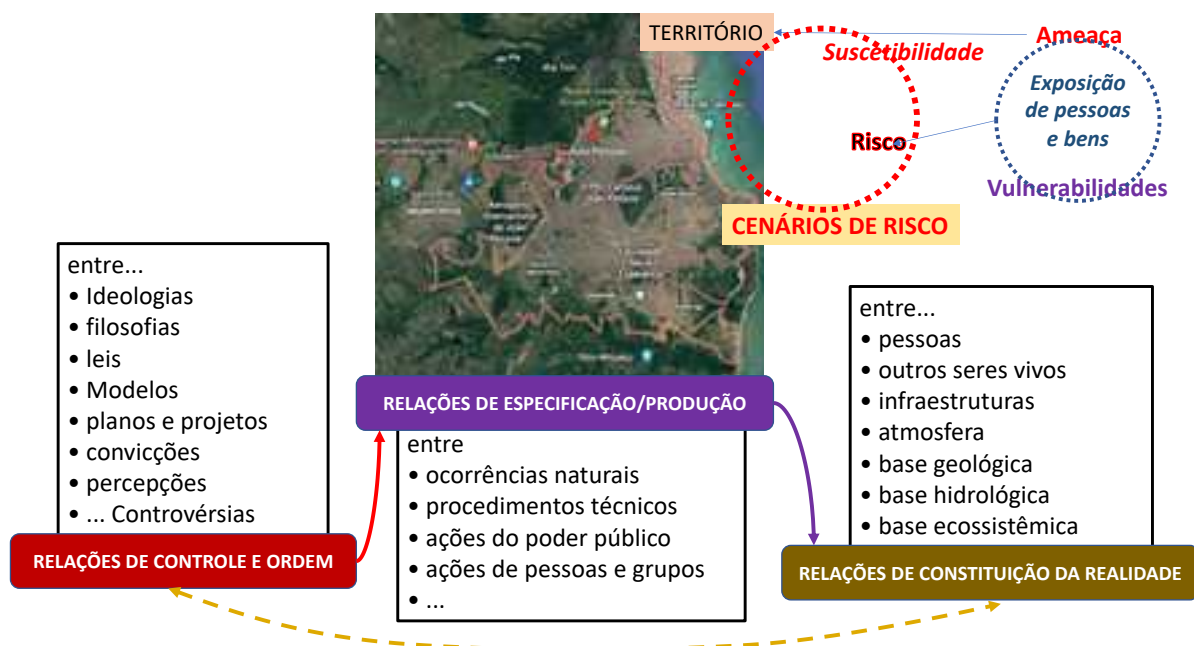 TERRITÓRIO
Ameaça
Suscetibilidade
Exposição
de pessoas
e bens
Risco
Vulnerabilidades
CENÁRIOS DE RISCO
entre...
• Ideologias
• filosofias
• leis
• Modelos
• planos e projetos
• convicções
• percepções
• ... Controvérsias
RELAÇÕES DE CONTROLE E ORDEM
RELAÇÕES DE ESPECIFICAÇÃO/PRODUÇÃO
entre
• ocorrências naturais
• procedimentos técnicos
• ações do poder público
• ações de pessoas e grupos
• ...
entre...
• pessoas
• outros seres vivos
• infraestruturas
• atmosfera
• base geológica
• base hidrológica
• base ecossistêmica
RELAÇÕES DE CONSTITUIÇÃO DA REALIDADE